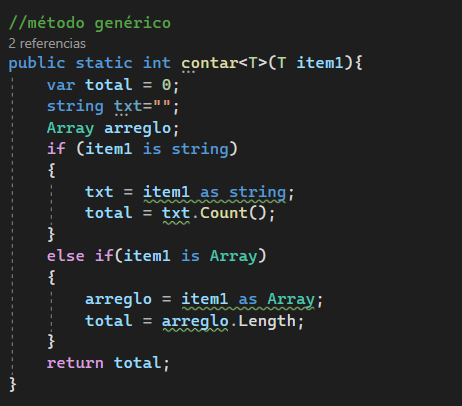 //método genérico
2 referencias
public static int contar<T>(T item1){
var total = 0;
string txt="";
Array arreglo;
if (item1 is string)
{
txt = item1 as string;
total = txt.Count();
}
else if(item1 is Array)
{
arreglo = item1 as Array;
total = arreglo.Length;
}
return total;
}